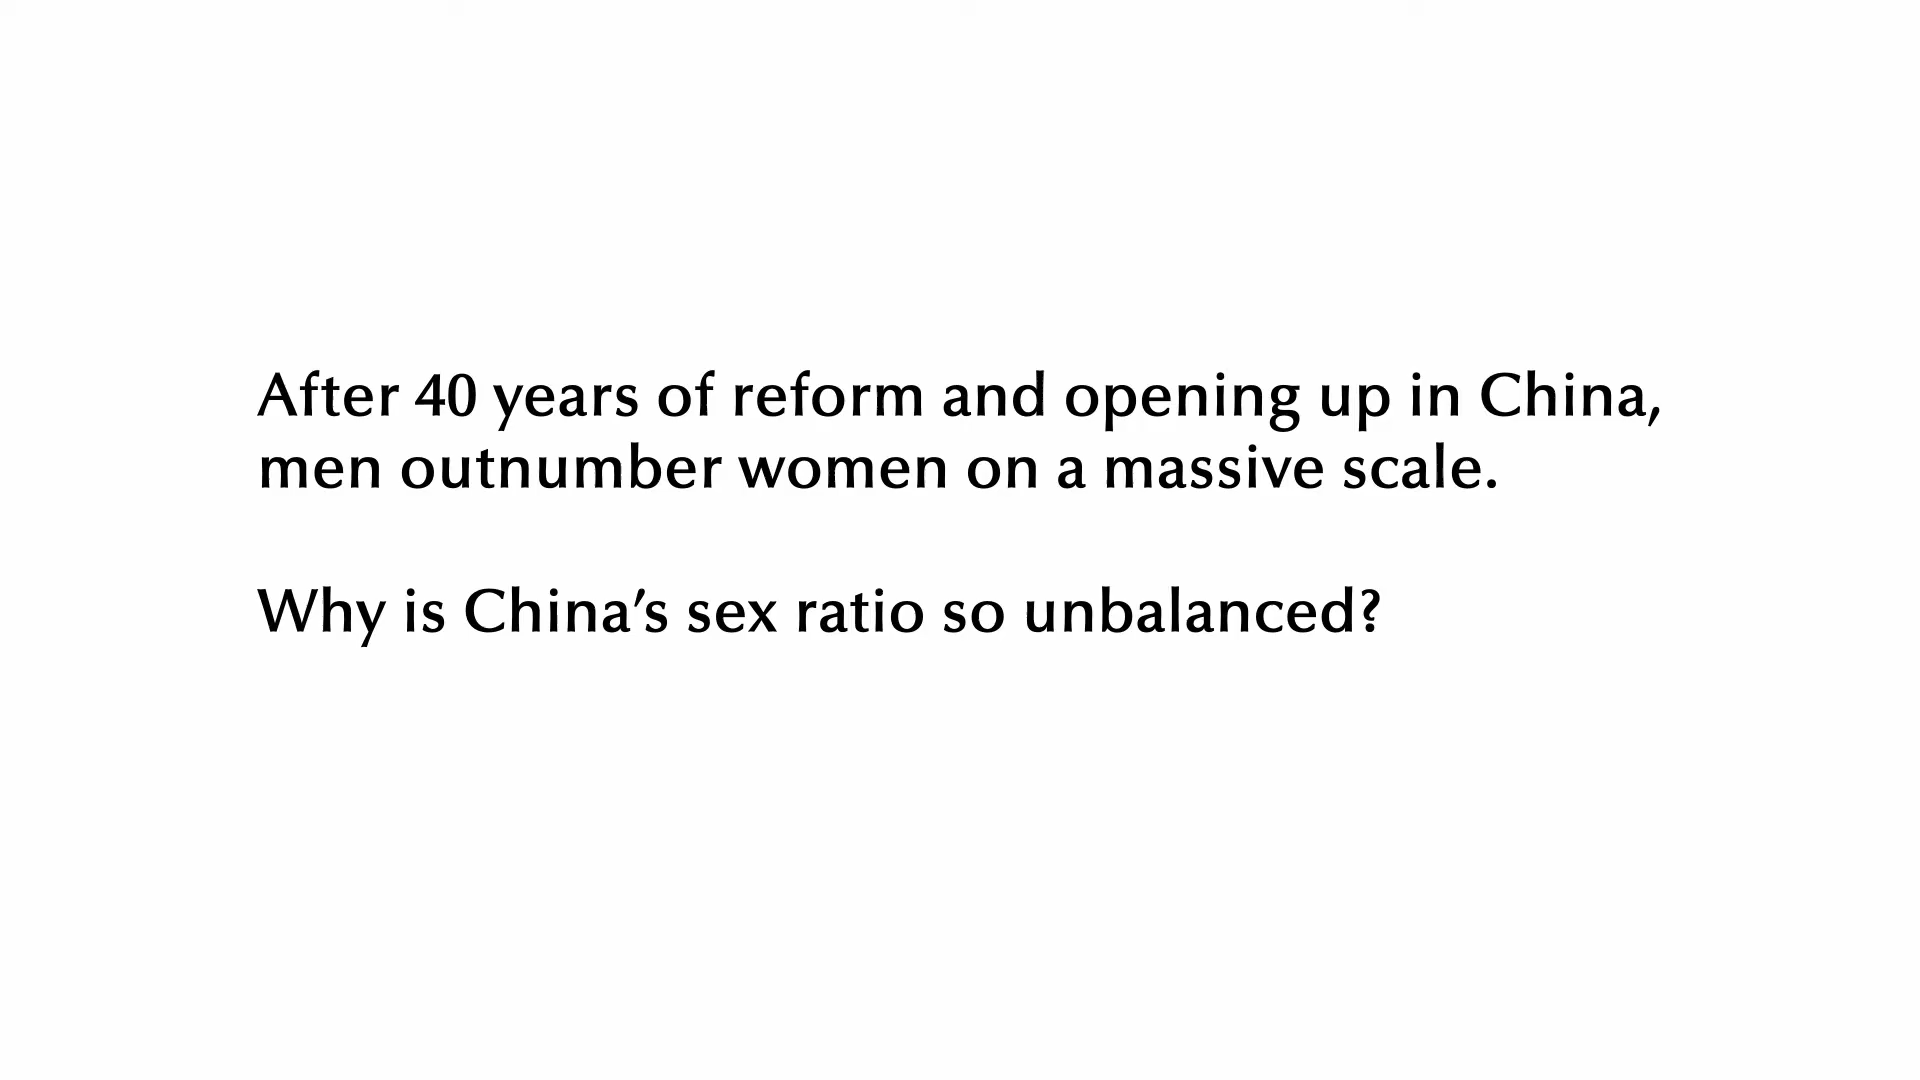 After 40 years of reform and opening up in China,
men outnumber women on a massive scale.
Why is China’s sex ratio so unbalanced?